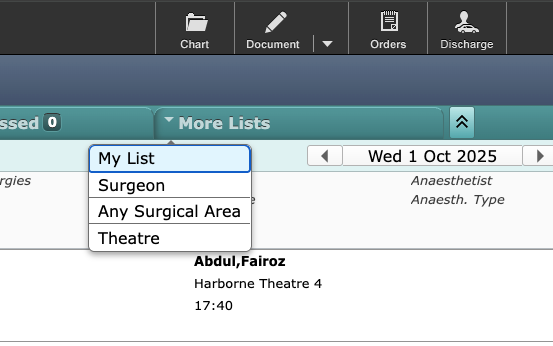 Chart
Document
Orders
Discharge
ssed 0
More Lists
My List
Surgeon
Any Surgical Area
Theatre
Wed 1 Oct 2025
rgies
Anaesthetist
e
Anaesth. Type
Abdul,Fairoz
Harborne Theatre 4
17:40